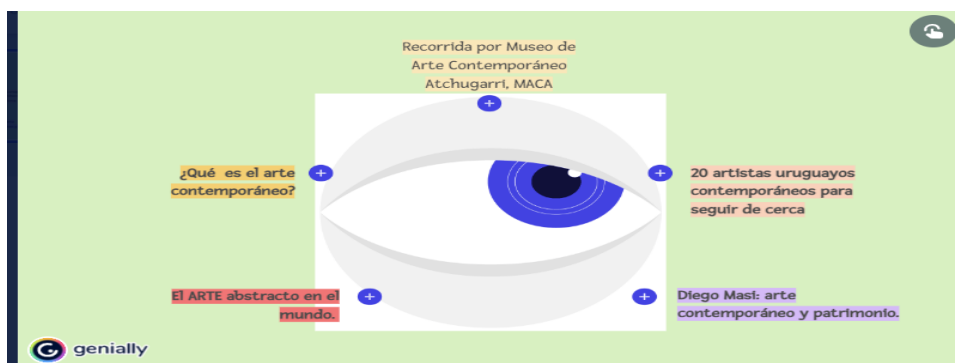 Recorrida por Museo de
Arte Contemporáneo
Atchugarri, MACA
¿Qué es el arte
contemporáneo?
20 artistas uruguayos
contemporáneos para
seguir de cerca
El ARTE abstracto en el
mundo.
Diego Masi: arte
contemporáneo y patrimonio.
genially